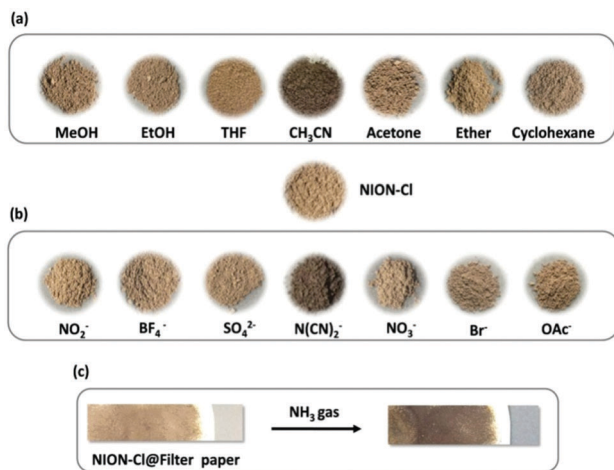 (a)
MeOH EtOH THF CH₃CN Acetone Ether Cyclohexane
NION-Cl
(b)
NO₂⁻ BF₄⁻ SO₄²⁻ N(CN)₂⁻ NO₃⁻ Br⁻ OAc⁻
(c)
NH₃ gas
NION-Cl@Filter paper